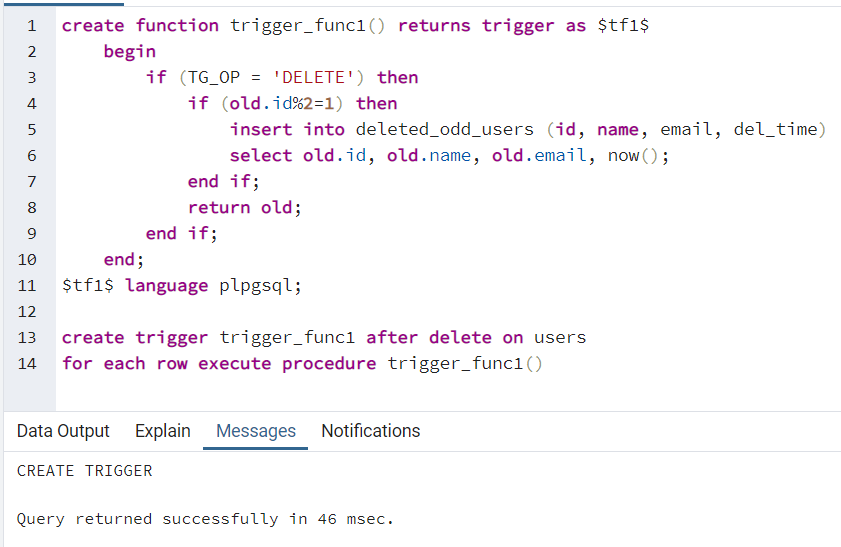 1 create function trigger_func1() returns trigger as $tf1$
2 begin
3 if (TG_OP = 'DELETE') then
4 if (old.id%2=1) then
5 insert into deleted_odd_users (id, name, email, del_time)
6 select old.id, old.name, old.email, now();
7 end if;
8 return old;
9 end if;
10 end;
11 $tf1$ language plpgsql;
12
13 create trigger trigger_func1 after delete on users
14 for each row execute procedure trigger_func1()
Data Output Explain Messages Notifications
CREATE TRIGGER
Query returned successfully in 46 msec.